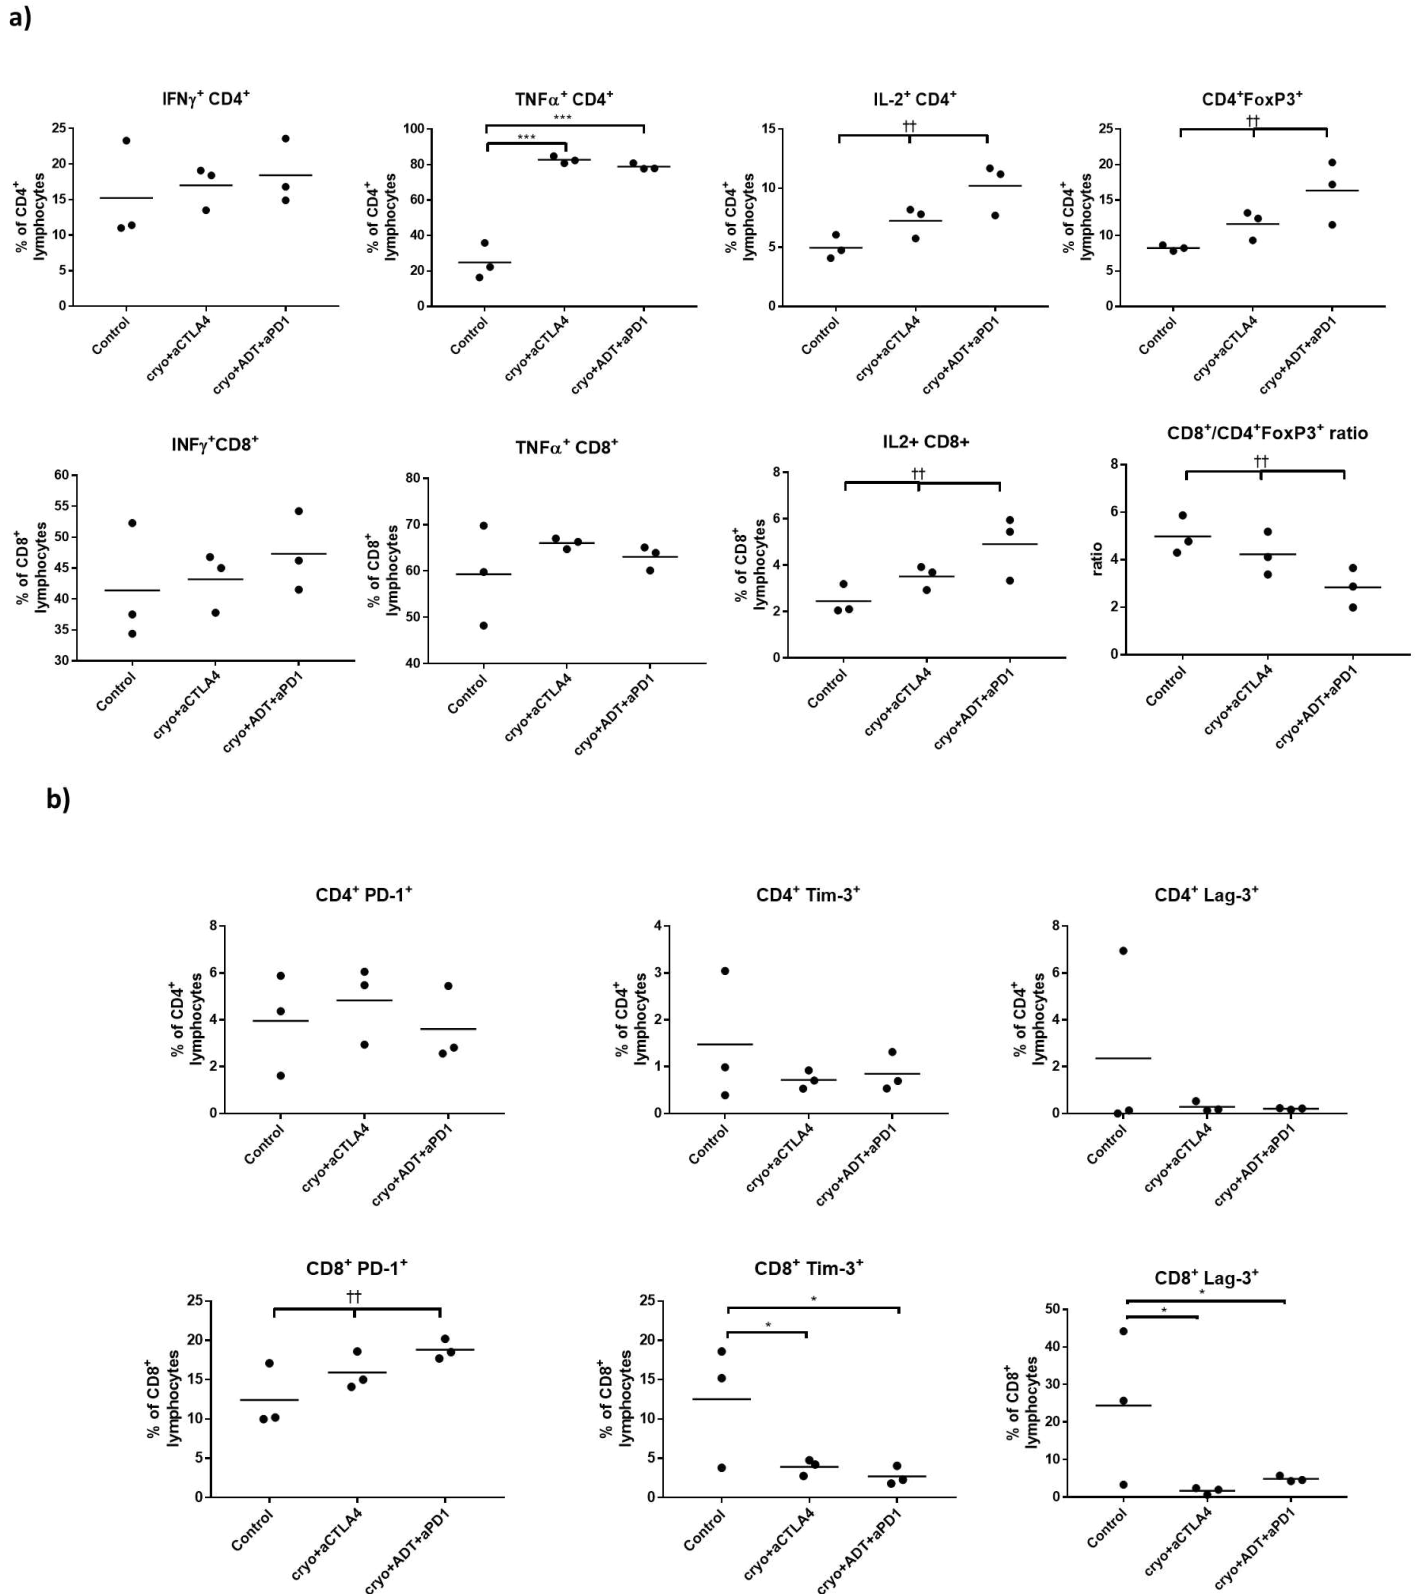 a)
IFNγ⁺ CD4⁺
% of CD4⁺
lymphocytes
25
20
15
10
5
0
Control
cryo+aCTLA4
cryo+ADT+aPD1
TNFα⁺ CD4⁺
% of CD4⁺
lymphocytes
100
80
60
40
20
0
***
***
Control
cryo+aCTLA4
cryo+ADT+aPD1
IL-2⁺ CD4⁺
% of CD4⁺
lymphocytes
15
10
5
0
††
Control
cryo+aCTLA4
cryo+ADT+aPD1
CD4⁺FoxP3⁺
% of CD4⁺
lymphocytes
25
20
15
10
5
0
††
Control
cryo+aCTLA4
cryo+ADT+aPD1
INFγ⁺CD8⁺
% of CD8⁺
lymphocytes
60
55
50
45
40
35
30
Control
cryo+aCTLA4
cryo+ADT+aPD1
TNFα⁺ CD8⁺
% of CD8⁺
lymphocytes
80
70
60
50
40
Control
cryo+aCTLA4
cryo+ADT+aPD1
IL2+ CD8+
% of CD8⁺
lymphocytes
8
6
4
2
0
††
Control
cryo+aCTLA4
cryo+ADT+aPD1
CD8⁺/CD4⁺FoxP3⁺ ratio
ratio
8
6
4
2
0
††
Control
cryo+aCTLA4
cryo+ADT+aPD1
b)
CD4⁺ PD-1⁺
% of CD4⁺
lymphocytes
8
6
4
2
0
Control
cryo+aCTLA4
cryo+ADT+aPD1
CD4⁺ Tim-3⁺
% of CD4⁺
lymphocytes
4
3
2
1
0
Control
cryo+aCTLA4
cryo+ADT+aPD1
CD4⁺ Lag-3⁺
% of CD4⁺
lymphocytes
8
6
4
2
0
Control
cryo+aCTLA4
cryo+ADT+aPD1
CD8⁺ PD-1⁺
% of CD8⁺
lymphocytes
25
20
15
10
5
0
††
Control
cryo+aCTLA4
cryo+ADT+aPD1
CD8⁺ Tim-3⁺
% of CD8⁺
lymphocytes
25
20
15
10
5
0
*
*
Control
cryo+aCTLA4
cryo+ADT+aPD1
CD8⁺ Lag-3⁺
% of CD8⁺
lymphocytes
50
40
30
20
10
0
*
*
Control
cryo+aCTLA4
cryo+ADT+aPD1